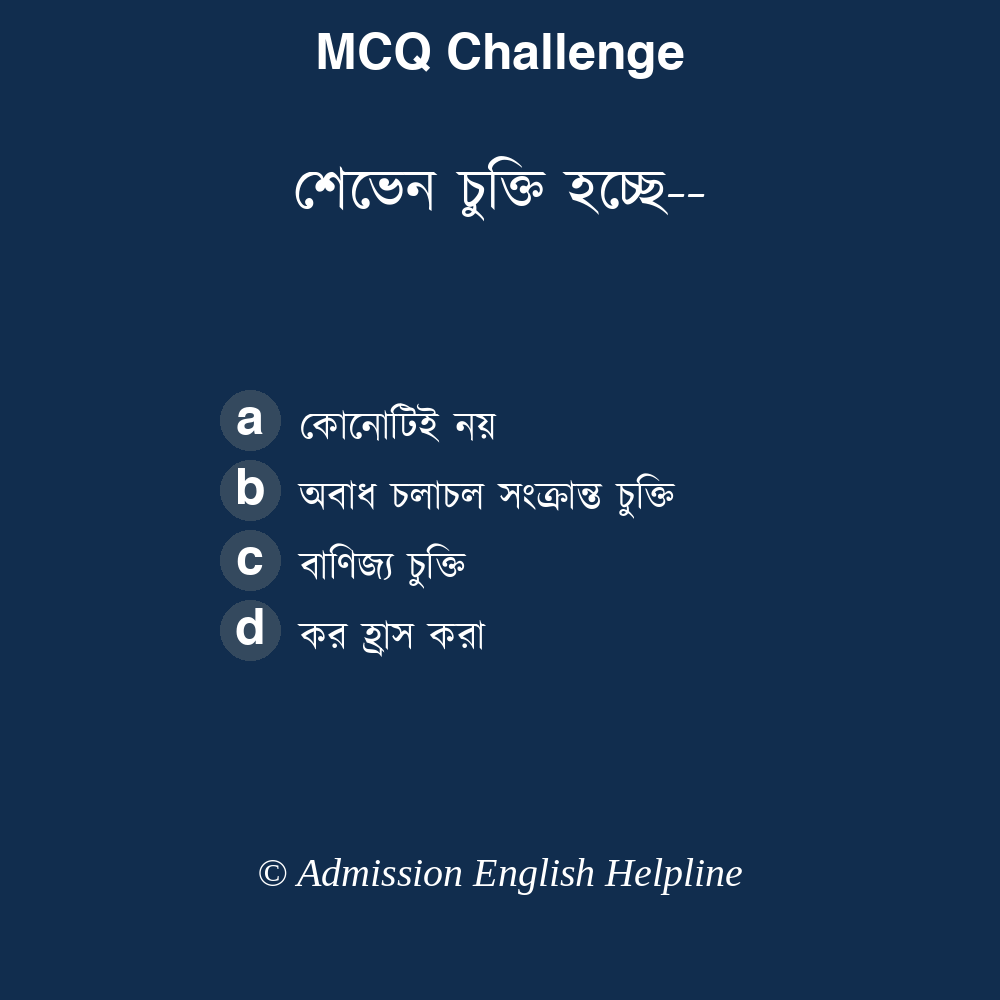 MCQ Challenge
শেভেন চুক্তি হচ্ছে--
a কোনোটিই নয়
b অবাধ চলাচল সংক্রান্ত চুক্তি
c বাণিজ্য চুক্তি
d কর হ্রাস করা
© Admission English Helpline